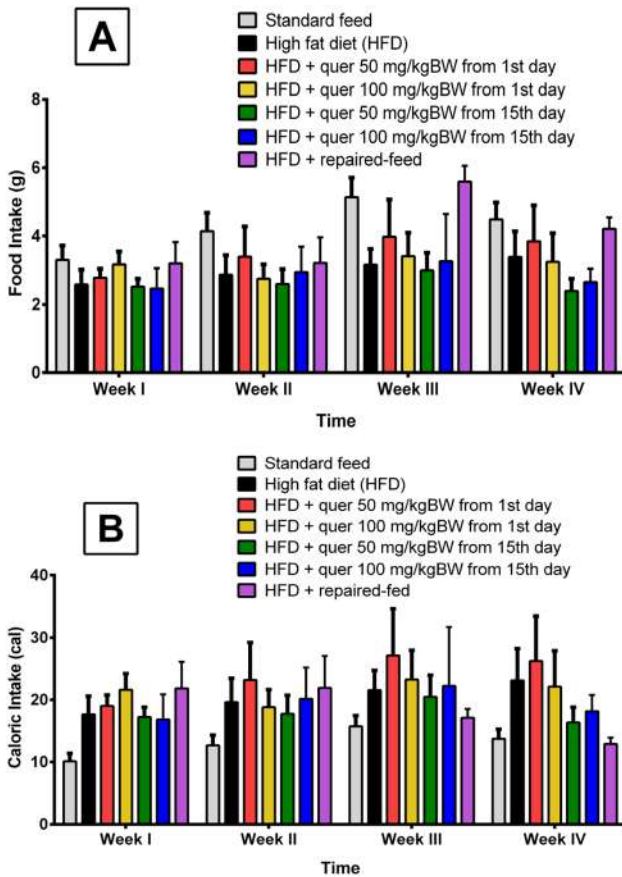 A
Standard feed
High fat diet (HFD)
HFD + quer 50 mg/kgBW from 1st day
HFD + quer 100 mg/kgBW from 1st day
HFD + quer 50 mg/kgBW from 15th day
HFD + quer 100 mg/kgBW from 15th day
HFD + repaired-feed
Food Intake (g)
8
6
4
2
0
Week I Week II Week III Week IV
Time
B
Standard feed
High fat diet (HFD)
HFD + quer 50 mg/kgBW from 1st day
HFD + quer 100 mg/kgBW from 1st day
HFD + quer 50 mg/kgBW from 15th day
HFD + quer 100 mg/kgBW from 15th day
HFD + repaired-fed
Caloric Intake (cal)
40
30
20
10
0
Week I Week II Week III Week IV
Time